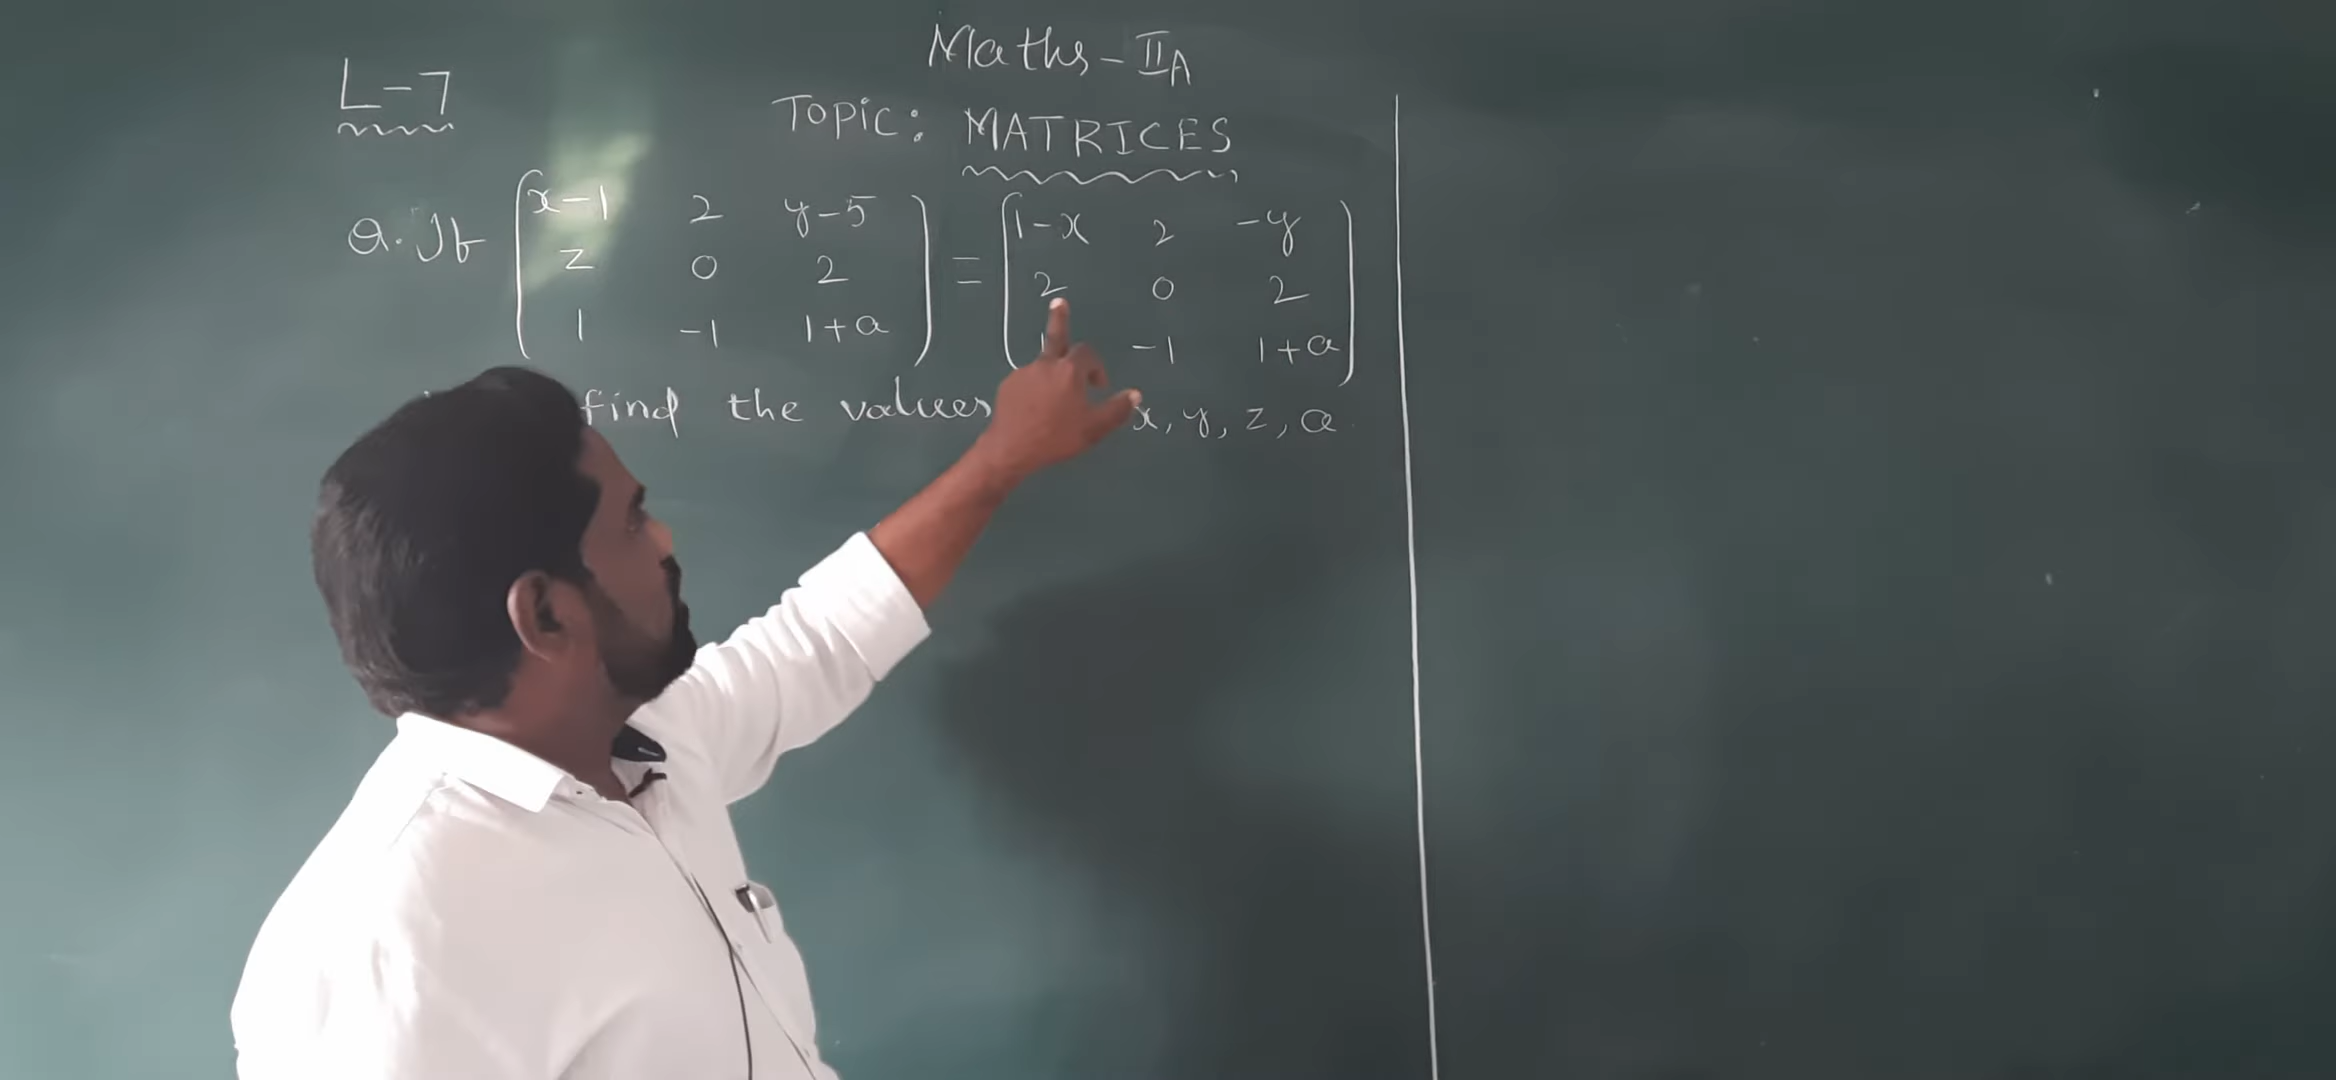 L-7
Maths - IIA
Topic: MATRICES
Q. If [x-1 2 y-5] = [1-x 2 -y]
[z 0 2] [2 0 2]
[1 -1 1+a] [1 -1 1+a]
find the values x, y, z, a.